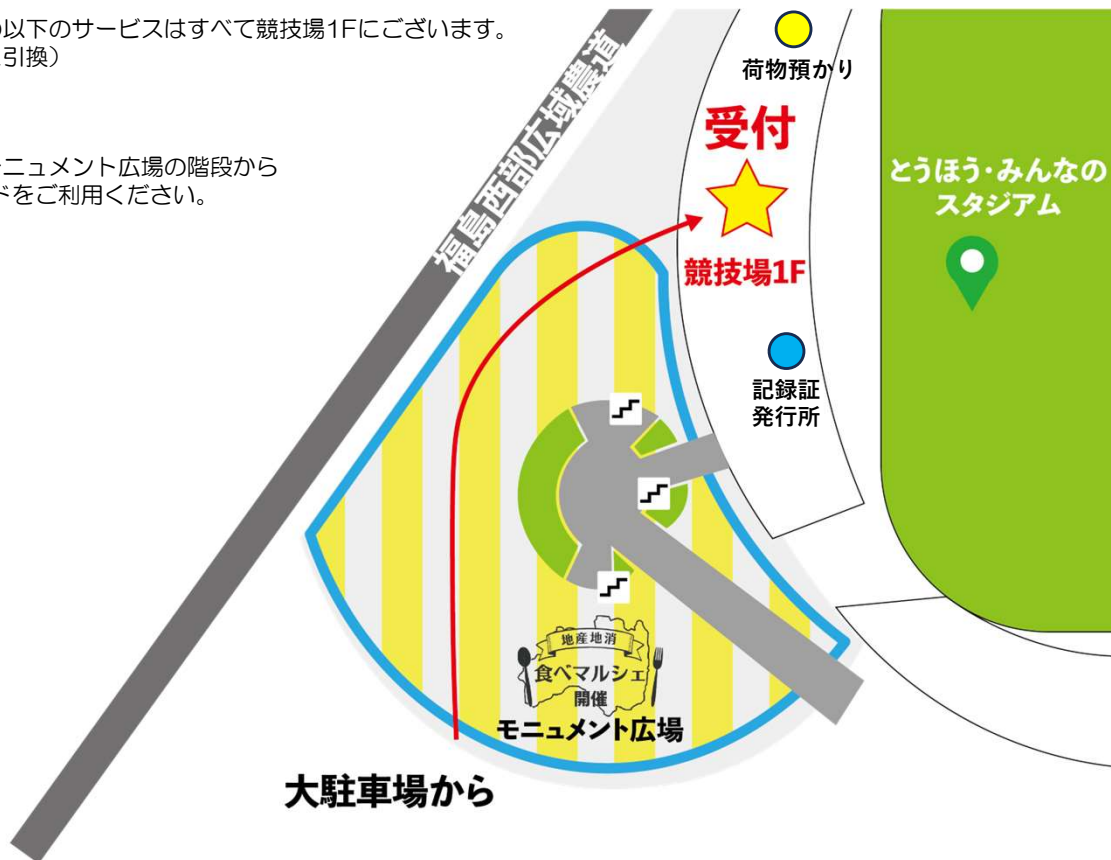 の以下のサービスはすべて競技場1Fにございます。
引換）
モニュメント広場の階段から
ドをご利用ください。
福島西部広域農道
荷物預かり
受付
競技場1F
とうほう・みんなの
スタジアム
記録証
発行所
地産地消
食べマルシェ
開催
モニュメント広場
大駐車場から